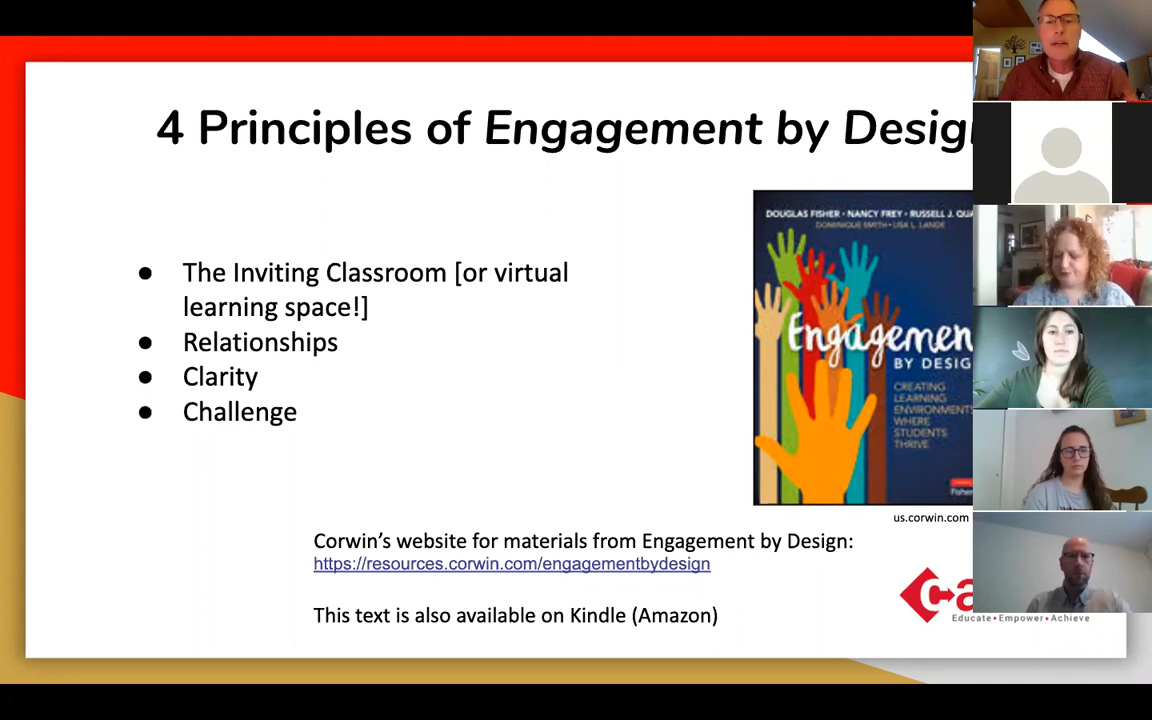 4 Principles of Engagement by Desig
● The Inviting Classroom [or virtual
learning space!]
● Relationships
● Clarity
● Challenge
DOUGLAS FISHER • NANCY FREY • RUSSELL J. QUA
DOMINIQUE SMITH • LISA L. LANDE
Engagemen
BY DESIG
CREATING
LEARNING
ENVIRONMENTS
WHERE
STUDENTS
THRIVE
Fisher
us.corwin.com
Corwin’s website for materials from Engagement by Design:
https://resources.corwin.com/engagementbydesign
This text is also available on Kindle (Amazon)
ca
Educate•Empower•Achieve